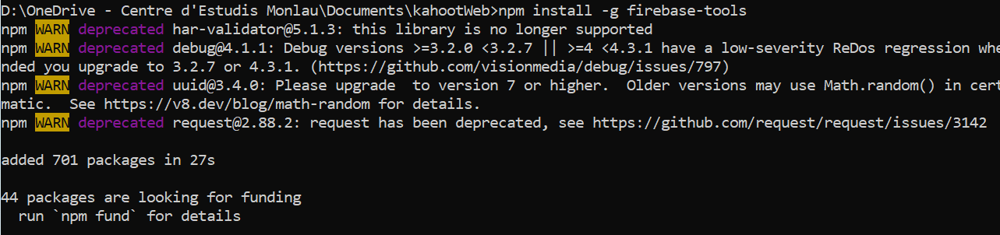 D:\OneDrive - Centre d'Estudis Monlau\Documents\kahootWeb>npm install -g firebase-tools
npm WARN deprecated har-validator@5.1.3: this library is no longer supported
npm WARN deprecated debug@4.1.1: Debug versions >=3.2.0 <3.2.7 || >=4 <4.3.1 have a low-severity ReDos regression whe
nded you upgrade to 3.2.7 or 4.3.1. (https://github.com/visionmedia/debug/issues/797)
npm WARN deprecated uuid@3.4.0: Please upgrade  to version 7 or higher.  Older versions may use Math.random() in cert
matic.  See https://v8.dev/blog/math-random for details.
npm WARN deprecated request@2.88.2: request has been deprecated, see https://github.com/request/request/issues/3142
added 701 packages in 27s
44 packages are looking for funding
  run `npm fund` for details